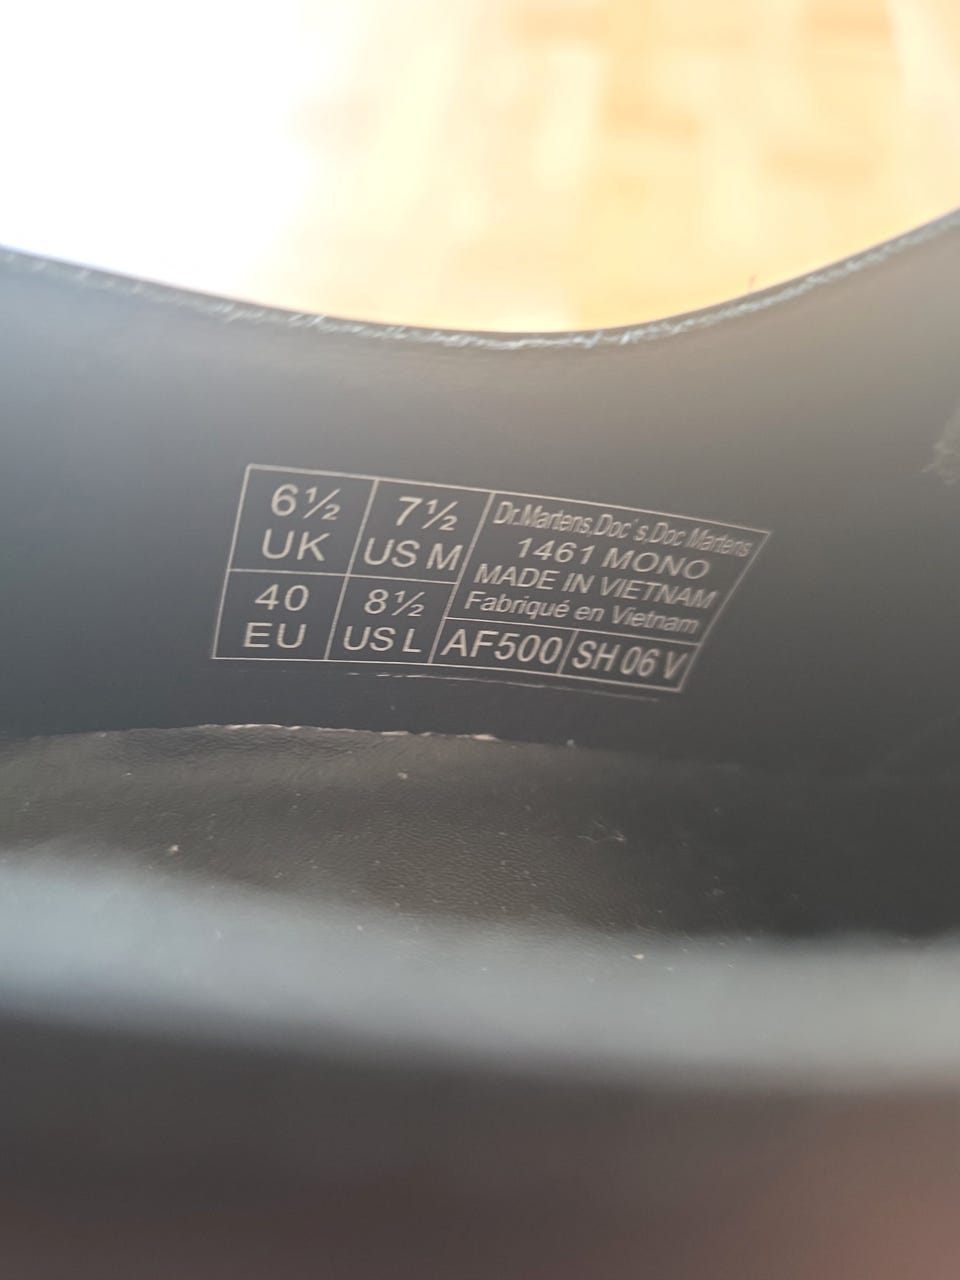 6½ UK
7½ US M
40 EU
8½ US L
Dr.Martens,Doc's,Doc Martens
1461 MONO
MADE IN VIETNAM
Fabriqué en Vietnam
AF500
SH 06 V